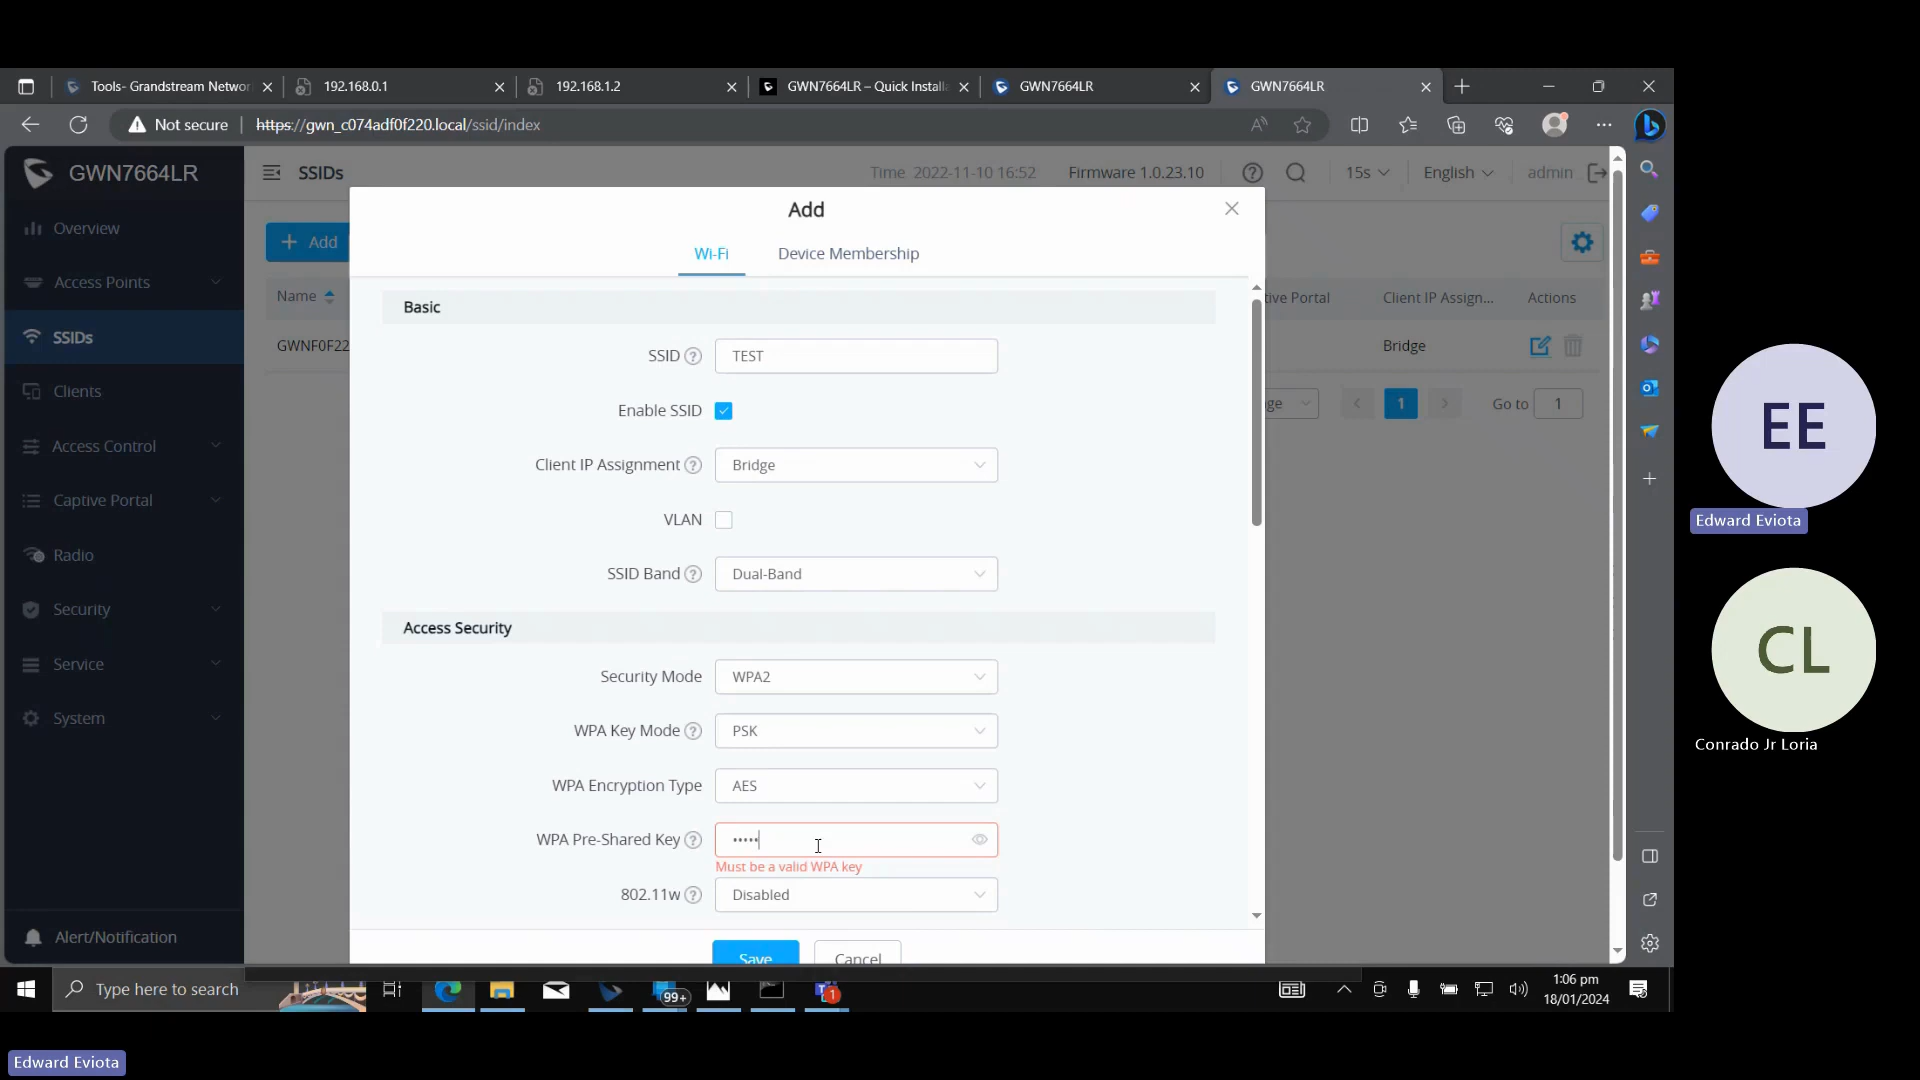 Tools- Grandstream Networ
192.168.0.1
192.168.1.2
GWN7664LR – Quick Install
GWN7664LR
GWN7664LR
Not secure
https://gwn_c074adf0f220.local/ssid/index
GWN7664LR
SSIDs
Time 2022-11-10 16:52
Firmware 1.0.23.10
15s
English
admin
Overview
Access Points
SSIDs
Clients
Access Control
Captive Portal
Radio
Security
Service
System
Alert/Notification
Add
Name
GWNF0F22
tive Portal
Client IP Assign...
Actions
Bridge
ge
1
Go to
1
Add
Wi-Fi
Device Membership
Basic
SSID
TEST
Enable SSID
Client IP Assignment
Bridge
VLAN
SSID Band
Dual-Band
Access Security
Security Mode
WPA2
WPA Key Mode
PSK
WPA Encryption Type
AES
WPA Pre-Shared Key
•••••
Must be a valid WPA key
802.11w
Disabled
Save
Cancel
EE
Edward Eviota
CL
Conrado Jr Loria
Type here to search
99+
1
1:06 pm
18/01/2024
Edward Eviota